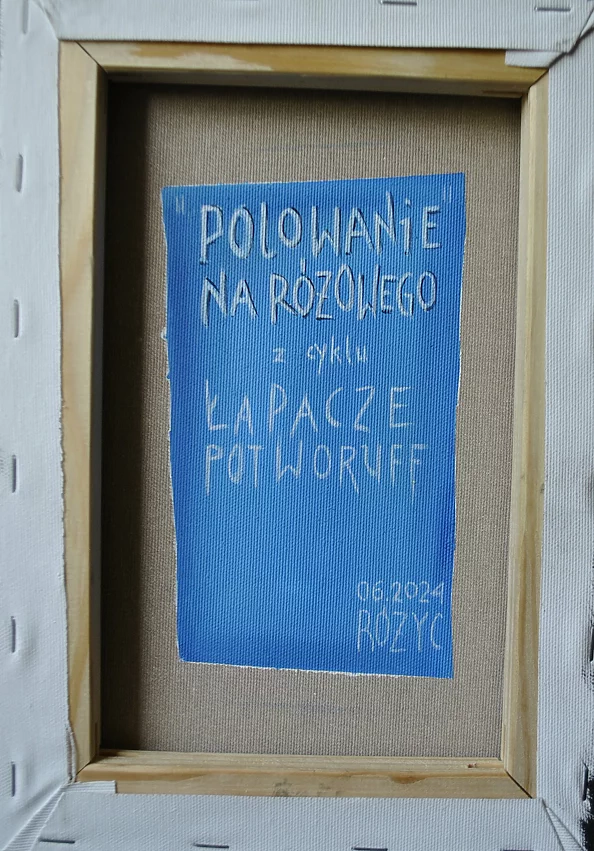 "POLOWANiE"
NA RÓŻOWEGO
z cyklu
ŁAPACZE
POTWORUFF
06.2024
RÓŻYC